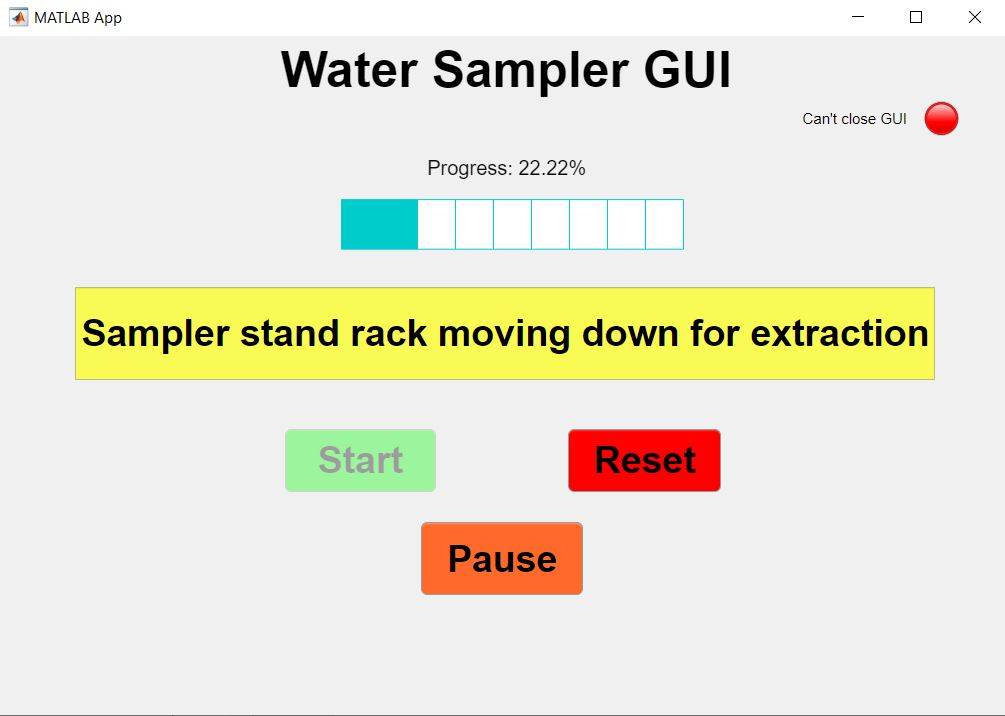 MATLAB App
Water Sampler GUI
Can't close GUI
Progress: 22.22%
Sampler stand rack moving down for extraction
Start
Reset
Pause